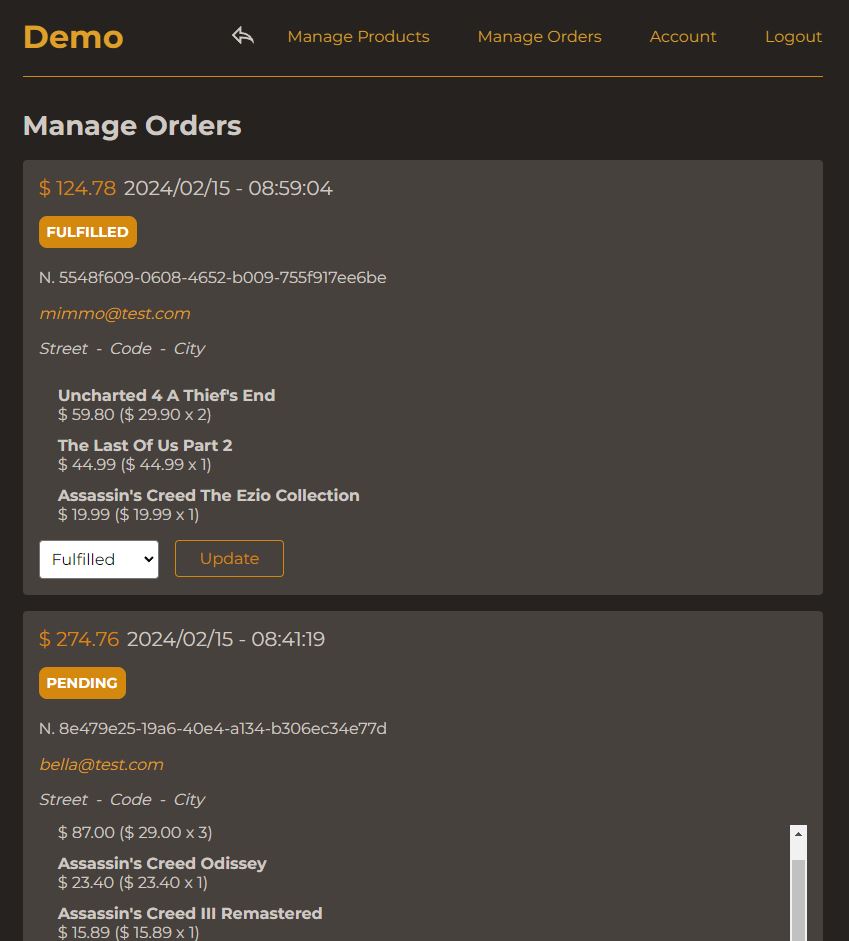 Demo
Manage Products
Manage Orders
Account
Logout
Manage Orders
$ 124.78 2024/02/15 - 08:59:04
FULFILLED
N. 5548f609-0608-4652-b009-755f917ee6be
mimmo@test.com
Street - Code - City
Uncharted 4 A Thief's End
$ 59.80 ($ 29.90 x 2)
The Last Of Us Part 2
$ 44.99 ($ 44.99 x 1)
Assassin's Creed The Ezio Collection
$ 19.99 ($ 19.99 x 1)
Fulfilled
Update
$ 274.76 2024/02/15 - 08:41:19
PENDING
N. 8e479e25-19a6-40e4-a134-b306ec34e77d
bella@test.com
Street - Code - City
$ 87.00 ($ 29.00 x 3)
Assassin's Creed Odissey
$ 23.40 ($ 23.40 x 1)
Assassin's Creed III Remastered
$ 15.89 ($ 15.89 x 1)